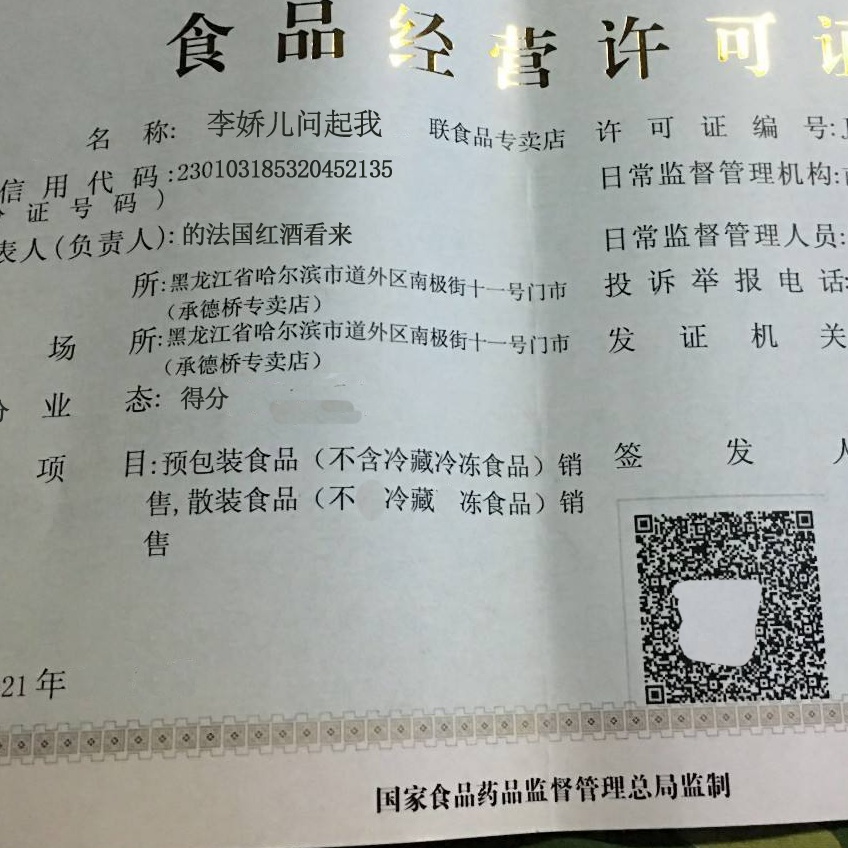 食品经营许可证
名 称: 李娇儿问起我 联食品专卖店
信用代码:230103185320452135
证号码)
表人(负责人): 的法国红酒看来
所:黑龙江省哈尔滨市道外区南极街十一号门市
(承德桥专卖店)
场 所:黑龙江省哈尔滨市道外区南极街十一号门市
(承德桥专卖店)
业 态: 得分
项 目:预包装食品(不含冷藏冷冻食品)销
售,散装食品(不 冷藏 冻食品)销
售
21年
许可证编号:
日常监督管理机构:
日常监督管理人员:
投诉举报电话:
发证机关
签发人
国家食品药品监督管理总局监制